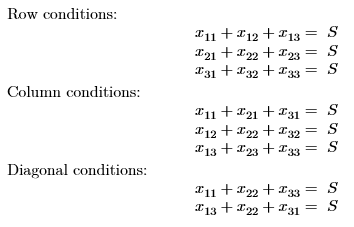 Row conditions:
x₁₁ + x₁₂ + x₁₃ = S
x₂₁ + x₂₂ + x₂₃ = S
x₃₁ + x₃₂ + x₃₃ = S
Column conditions:
x₁₁ + x₂₁ + x₃₁ = S
x₁₂ + x₂₂ + x₃₂ = S
x₁₃ + x₂₃ + x₃₃ = S
Diagonal conditions:
x₁₁ + x₂₂ + x₃₃ = S
x₁₃ + x₂₂ + x₃₁ = S